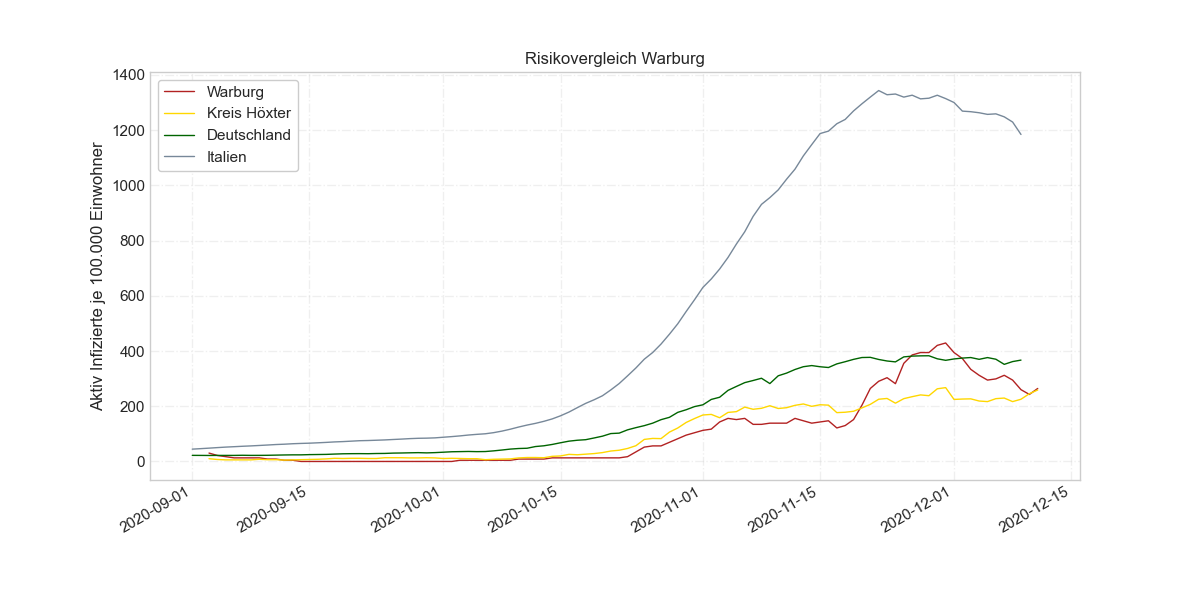 Risikovergleich Warburg
Aktiv Infizierte je 100.000 Einwohner
1400
1200
1000
800
600
400
200
0
Warburg
Kreis Höxter
Deutschland
Italien
2020-09-01
2020-09-15
2020-10-01
2020-10-15
2020-11-01
2020-11-15
2020-12-01
2020-12-15